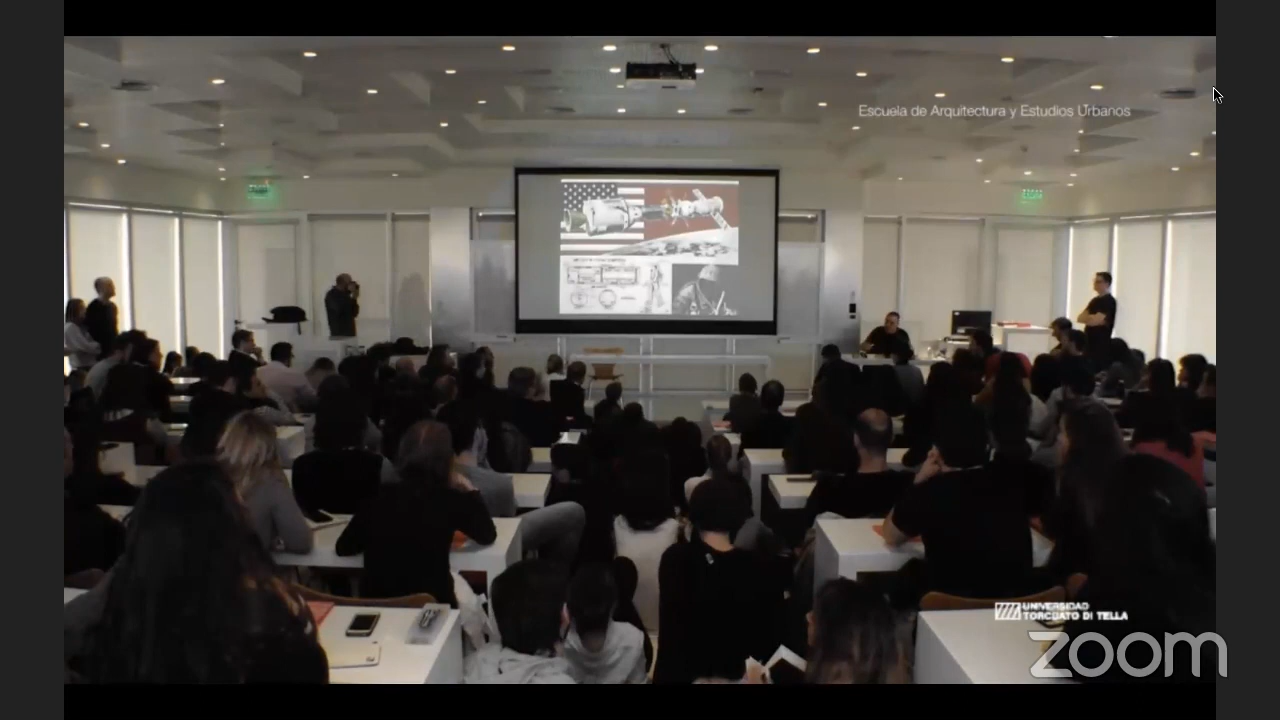 Escuela de Arquitectura y Estudios Urbanos
UNIVERSIDAD
TORCUATO DI TELLA
zoom